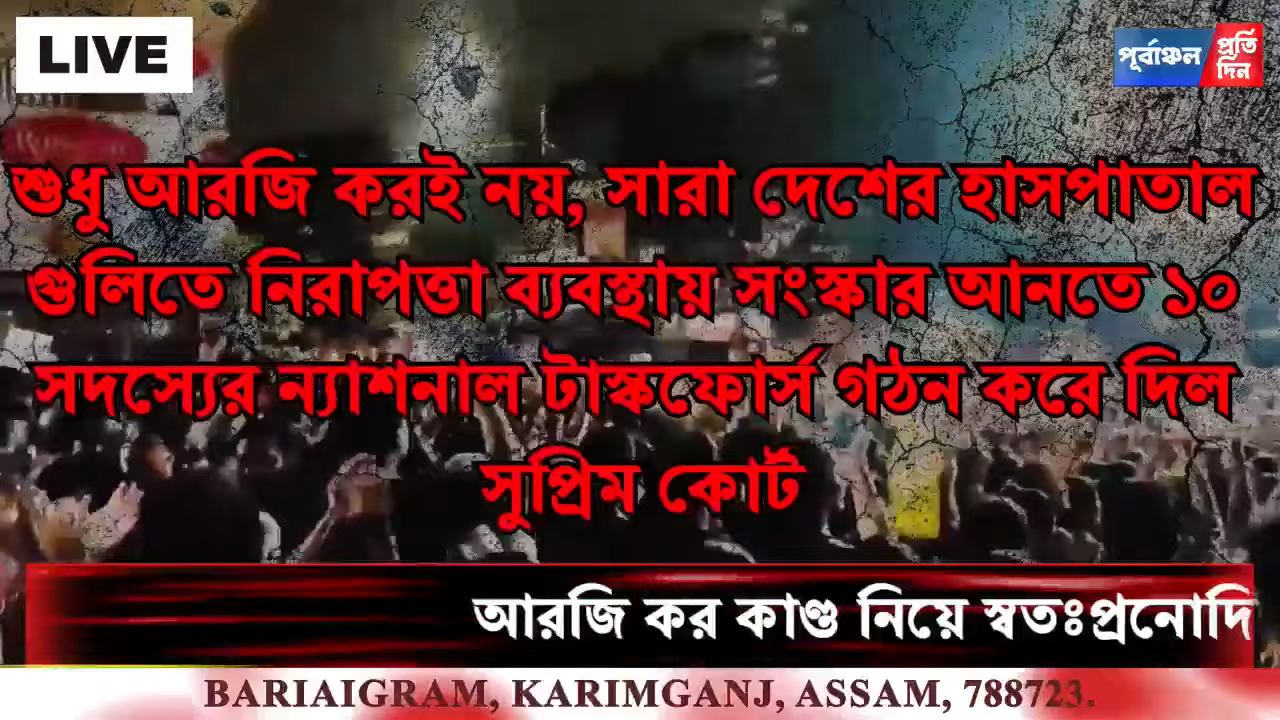 LIVE
পূর্বাঞ্চল
প্রতি
দিন
শুধু আরজি করই নয়, সারা দেশের হাসপাতাল
গুলিতে নিরাপত্তা ব্যবস্থায় সংস্কার আনতে ১০
সদস্যের ন্যাশনাল টাস্কফোর্স গঠন করে দিল
সুপ্রিম কোর্ট
আরজি কর কাণ্ড নিয়ে স্বতঃপ্রনোদি
BARIAIGRAM, KARIMGANJ, ASSAM, 788723.